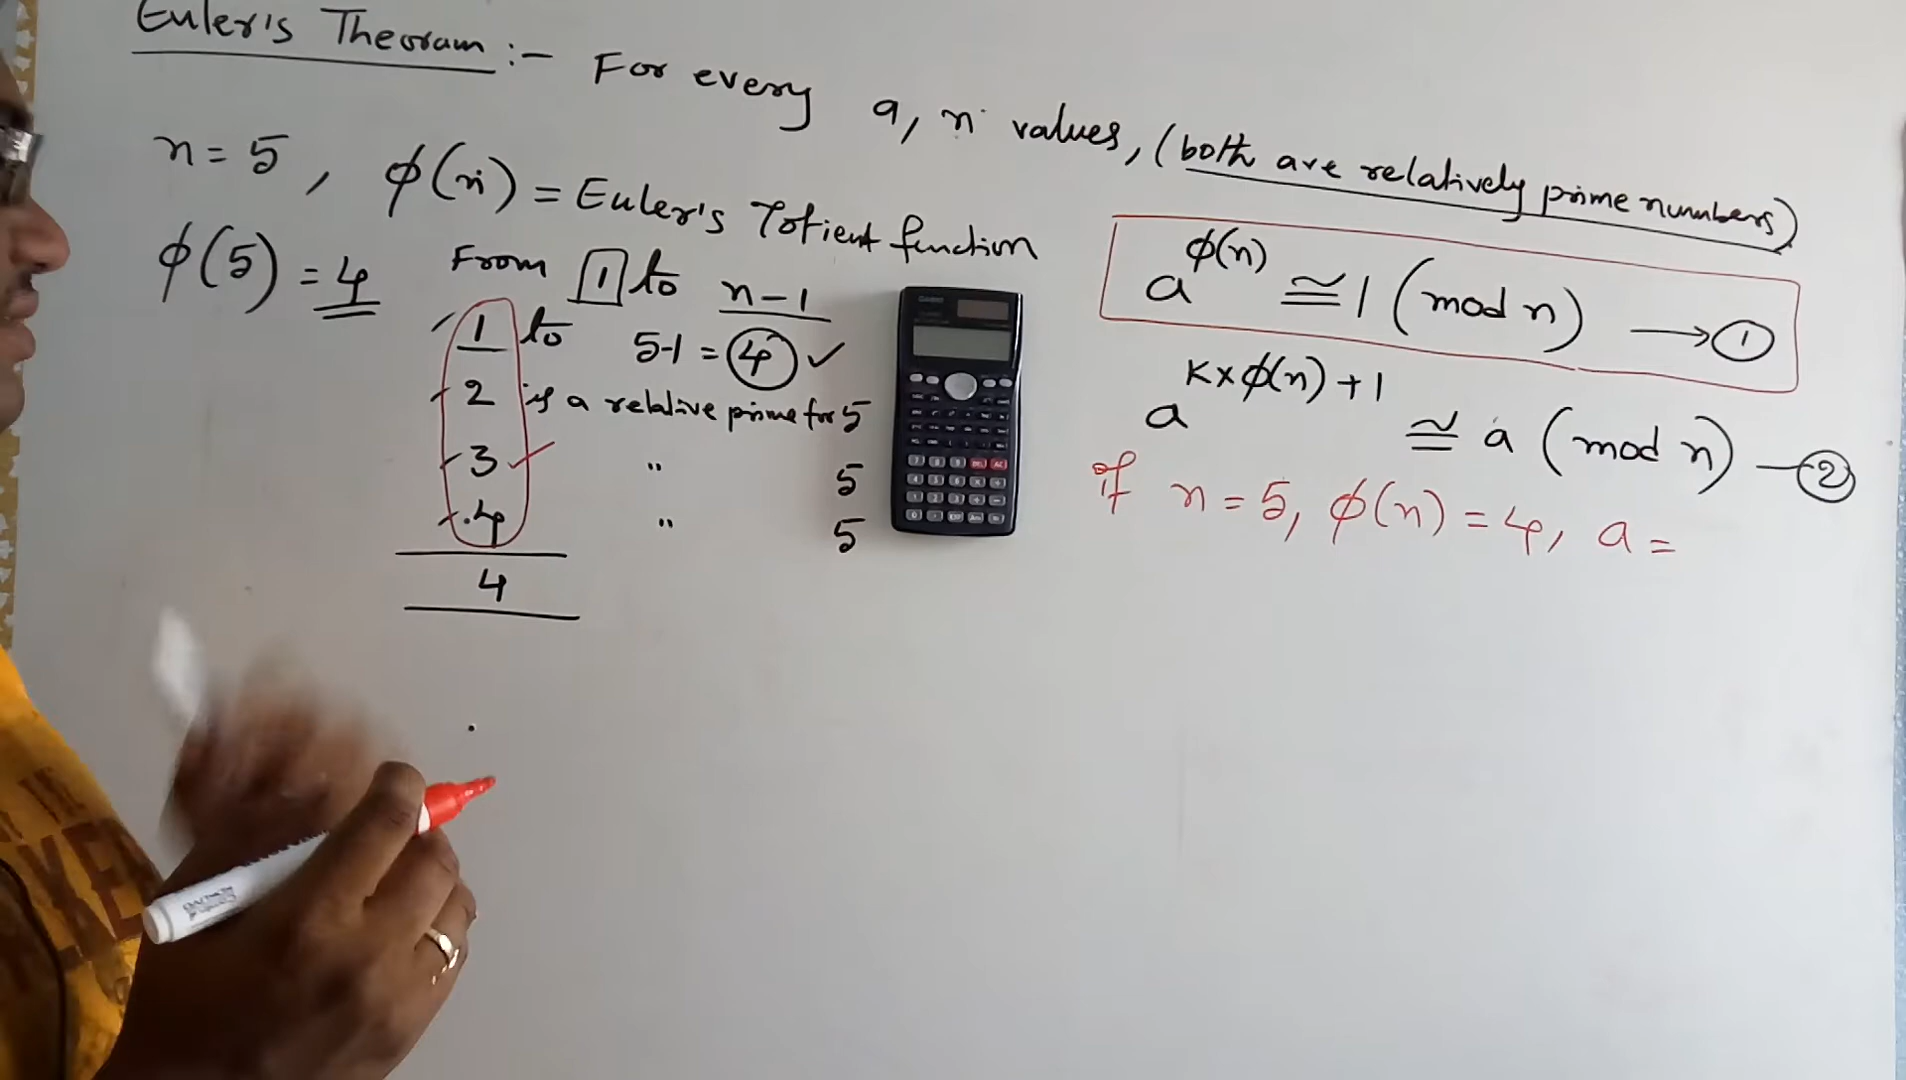 Euler's Theoram :- For every a, n values, (both are relatively prime numbers)
n = 5, ϕ(n) = Euler's Totient function
ϕ(5) = 4
From 1 to n-1
1 to 5-1 = 4 ✓
2 is a relative prime for 5
3 ✓ " 5
4 " 5
4
a^ϕ(n) ≅ 1 (mod n) → ①
a^K×ϕ(n)+1 ≅ a (mod n) — ②
if n = 5, ϕ(n) = 4, a =
CASIO